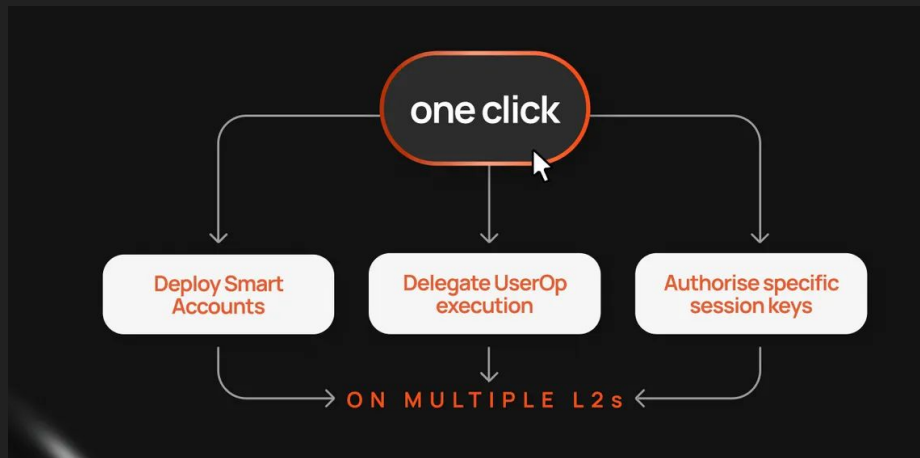 one click
Deploy Smart
Accounts
Delegate UserOp
execution
Authorise specific
session keys
ON MULTIPLE L2s